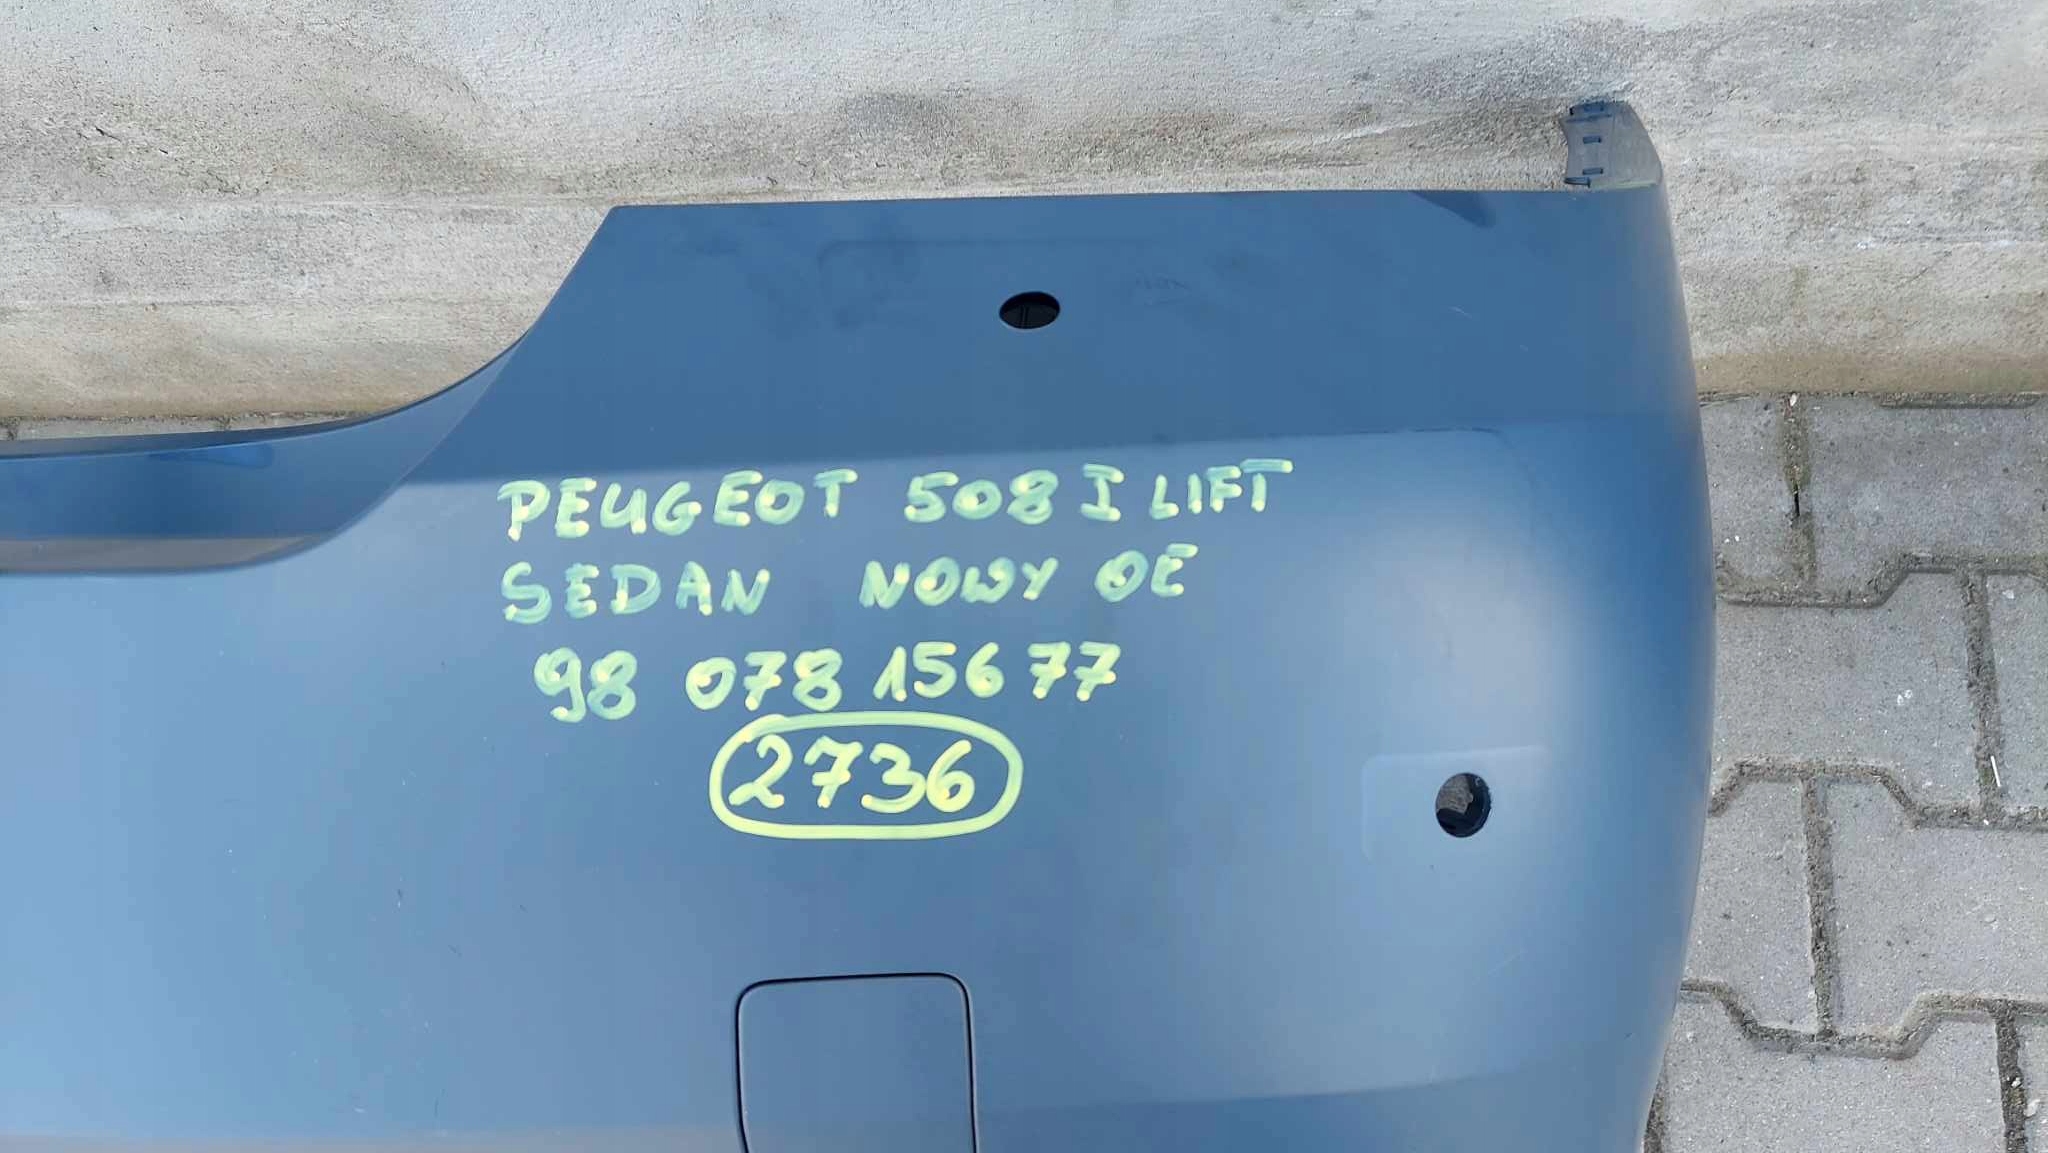 PEUGEOT 508 I LIFT
SEDAN NOWY OE
98 078 156 77
2736